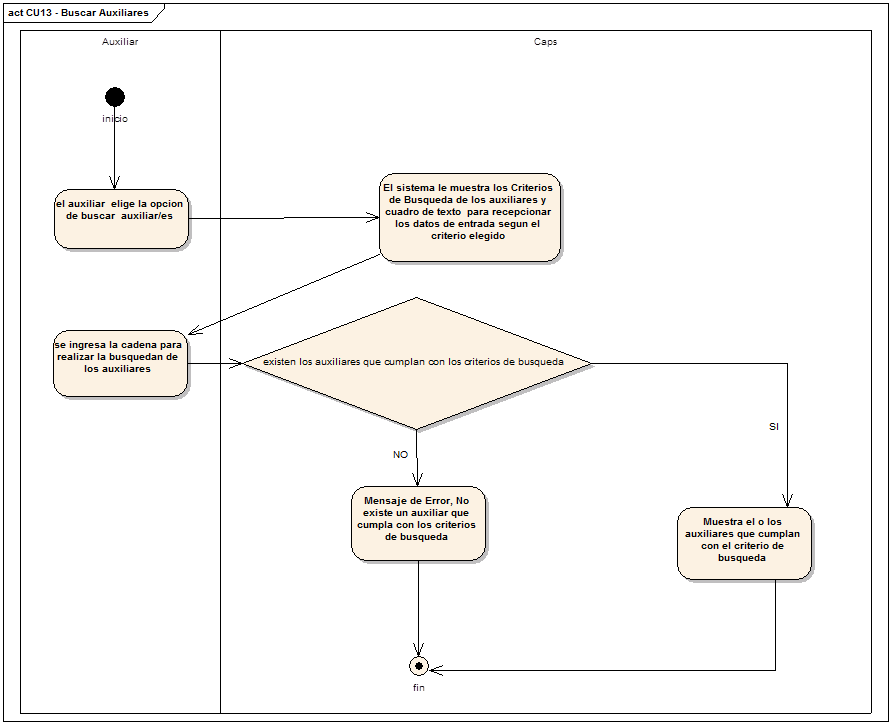 act CU13 - Buscar Auxiliares
Auxiliar
Caps
inicio
el auxiliar elige la opcion
de buscar auxiliar/es
El sistema le muestra los Criterios
de Busqueda de los auxiliares y
cuadro de texto para recepcionar
los datos de entrada segun el
criterio elegido
se ingresa la cadena para
realizar la busquedan de
los auxiliares
existen los auxiliares que cumplan con los criterios de busqueda
SI
NO
Mensaje de Error, No
existe un auxiliar que
cumpla con los criterios
de busqueda
Muestra el o los
auxiliares que cumplan
con el criterio de
busqueda
fin